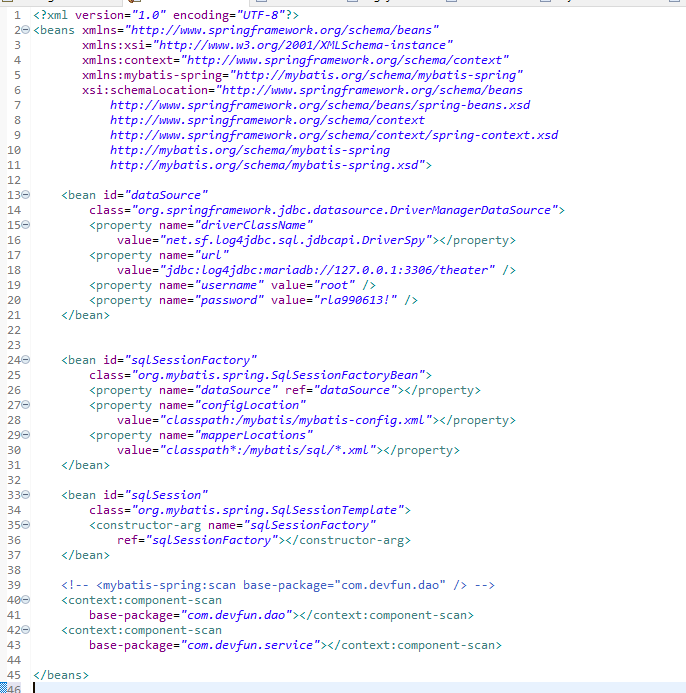 1 <?xml version="1.0" encoding="UTF-8"?>
2 <beans xmlns="http://www.springframework.org/schema/beans"
3 xmlns:xsi="http://www.w3.org/2001/XMLSchema-instance"
4 xmlns:context="http://www.springframework.org/schema/context"
5 xmlns:mybatis-spring="http://mybatis.org/schema/mybatis-spring"
6 xsi:schemaLocation="http://www.springframework.org/schema/beans
7 http://www.springframework.org/schema/beans/spring-beans.xsd
8 http://www.springframework.org/schema/context
9 http://www.springframework.org/schema/context/spring-context.xsd
10 http://mybatis.org/schema/mybatis-spring
11 http://mybatis.org/schema/mybatis-spring.xsd">
12
13 <bean id="dataSource"
14 class="org.springframework.jdbc.datasource.DriverManagerDataSource">
15 <property name="driverClassName"
16 value="net.sf.log4jdbc.sql.jdbcapi.DriverSpy"></property>
17 <property name="url"
18 value="jdbc:log4jdbc:mariadb://127.0.0.1:3306/theater" />
19 <property name="username" value="root" />
20 <property name="password" value="rla990613!" />
21 </bean>
22
23
24 <bean id="sqlSessionFactory"
25 class="org.mybatis.spring.SqlSessionFactoryBean">
26 <property name="dataSource" ref="dataSource"></property>
27 <property name="configLocation"
28 value="classpath:/mybatis/mybatis-config.xml"></property>
29 <property name="mapperLocations"
30 value="classpath*:/mybatis/sql/*.xml"></property>
31 </bean>
32
33 <bean id="sqlSession"
34 class="org.mybatis.spring.SqlSessionTemplate">
35 <constructor-arg name="sqlSessionFactory"
36 ref="sqlSessionFactory"></constructor-arg>
37 </bean>
38
39 <!-- <mybatis-spring:scan base-package="com.devfun.dao" /> -->
40 <context:component-scan
41 base-package="com.devfun.dao"></context:component-scan>
42 <context:component-scan
43 base-package="com.devfun.service"></context:component-scan>
44
45 </beans>
46